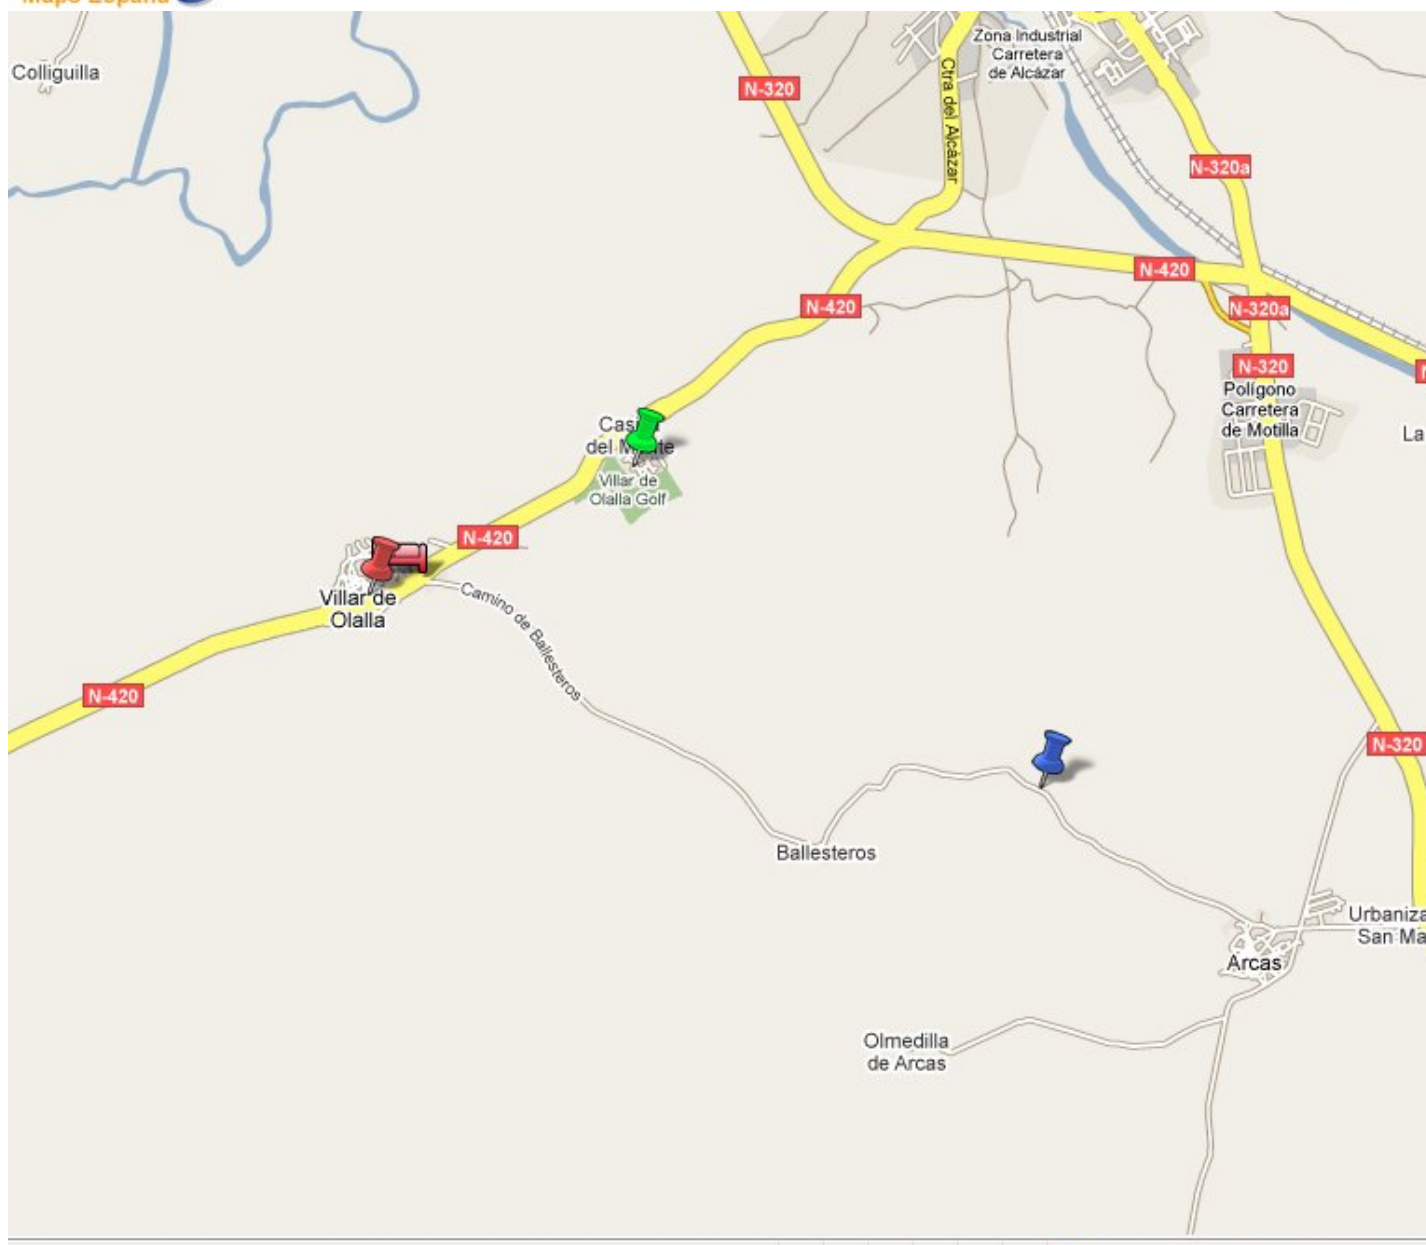 Maps España
Colliguilla
Zona Industrial
Carretera
de Alcázar
N-320
Ctra del Alcázar
N-320a
N-420
N-420
N-320a
N-320
Polígono
Carretera
de Motilla
La
del
Villar de
Olalla Golf
N-420
Villar de
Olalla
Camino de Ballesteros
N-420
N-320
Ballesteros
Urbaniza
San Ma
Arcas
Olmedilla
de Arcas